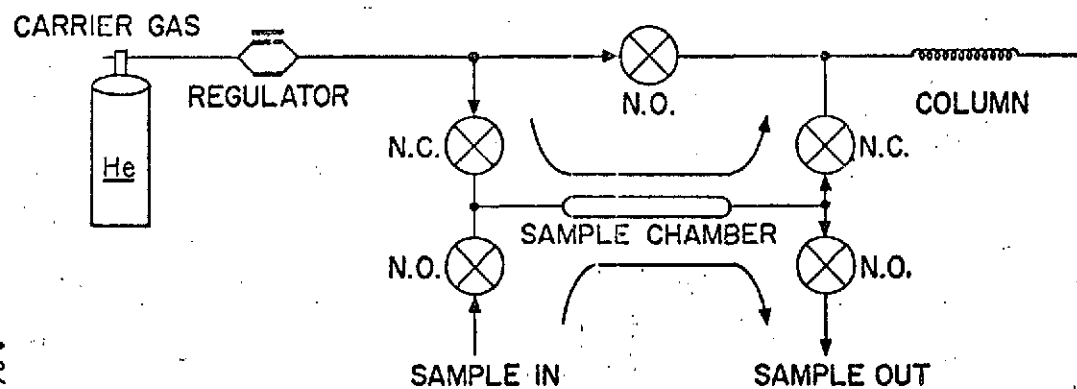 CARRIER GAS
REGULATOR
N.O.
COLUMN
N.C.
N.C.
He
SAMPLE CHAMBER
N.O.
N.O.
SAMPLE IN
SAMPLE OUT